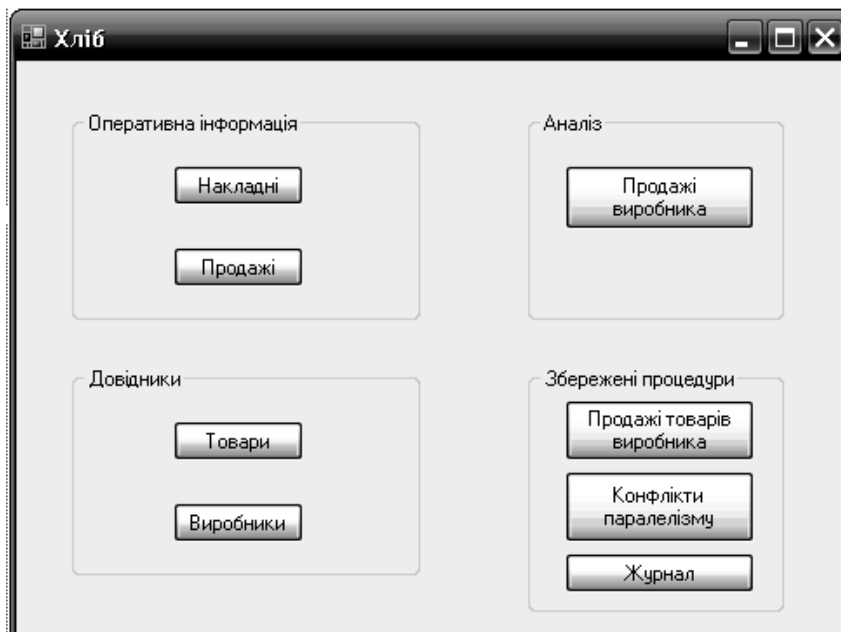 Хліб
Оперативна інформація
Накладні
Продажі
Аналіз
Продажі
виробника
Довідники
Товари
Виробники
Збережені процедури
Продажі товарів
виробника
Конфлікти
паралелізму
Журнал